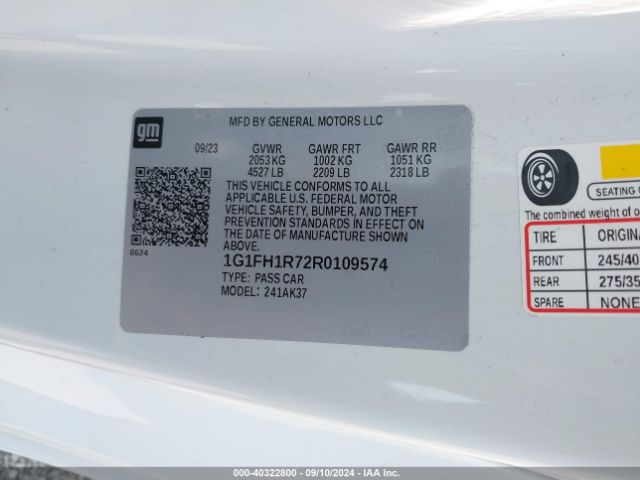 gm
MFD BY GENERAL MOTORS LLC
09/23 GVWR GAWR FRT GAWR RR
2053 KG 1002 KG 1051 KG
4527 LB 2209 LB 2318 LB
THIS VEHICLE CONFORMS TO ALL
APPLICABLE U.S. FEDERAL MOTOR
VEHICLE SAFETY, BUMPER, AND THEFT
PREVENTION STANDARDS IN EFFECT ON
THE DATE OF MANUFACTURE SHOWN
ABOVE.
0624
1G1FH1R72R0109574
TYPE: PASS CAR
MODEL: 241AK37
SEATING
The combined weight of
TIRE
FRONT 245/40
REAR 275/35
SPARE NONE
000-40322800 - 09/10/2024 - IAA Inc.